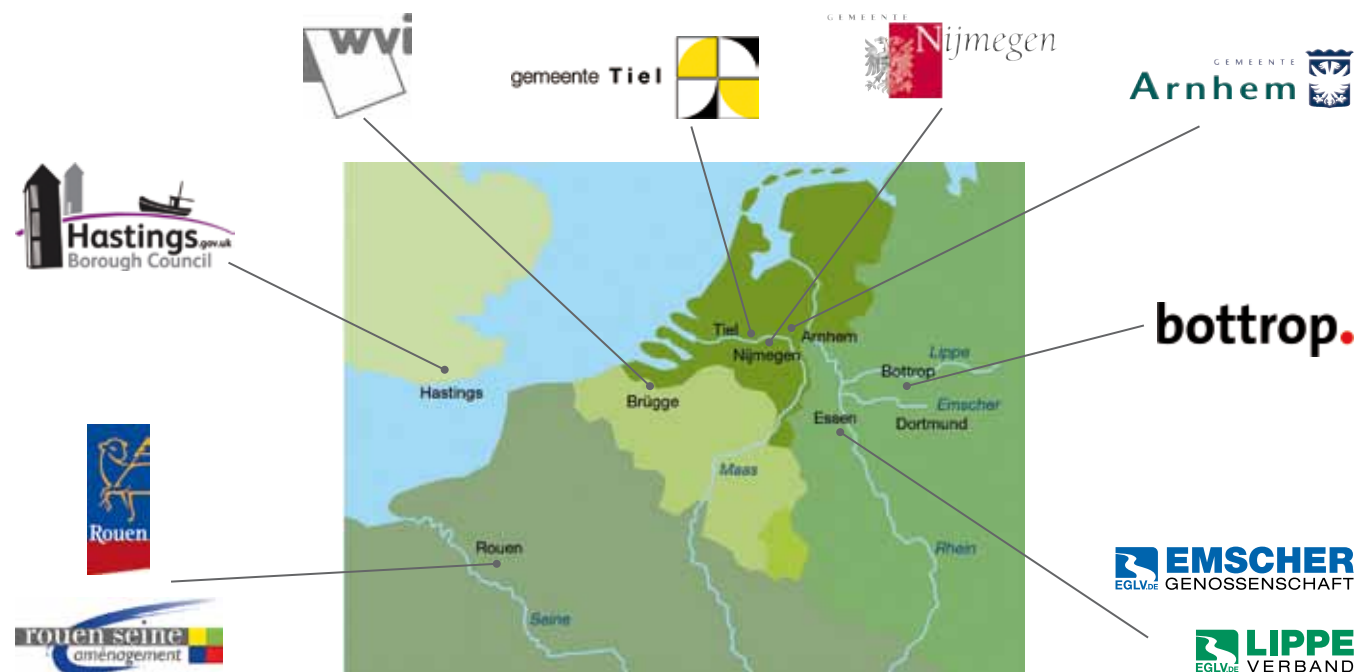 wvi
gemeente Tiel
GEMEENTE
Nijmegen
GEMEENTE
Arnhem
Hastings.gov.uk
Borough Council
bottrop.
Tiel
Nijmegen
Arnhem
Lippe
Bottrop
Hastings
Brügge
Emscher
Essen
Dortmund
Maas
Rouen
Rouen
Rhein
Seine
EMSCHER
EGLV.DE GENOSSENSCHAFT
rouen seine
aménagement
LIPPE
EGLV.DE VERBAND